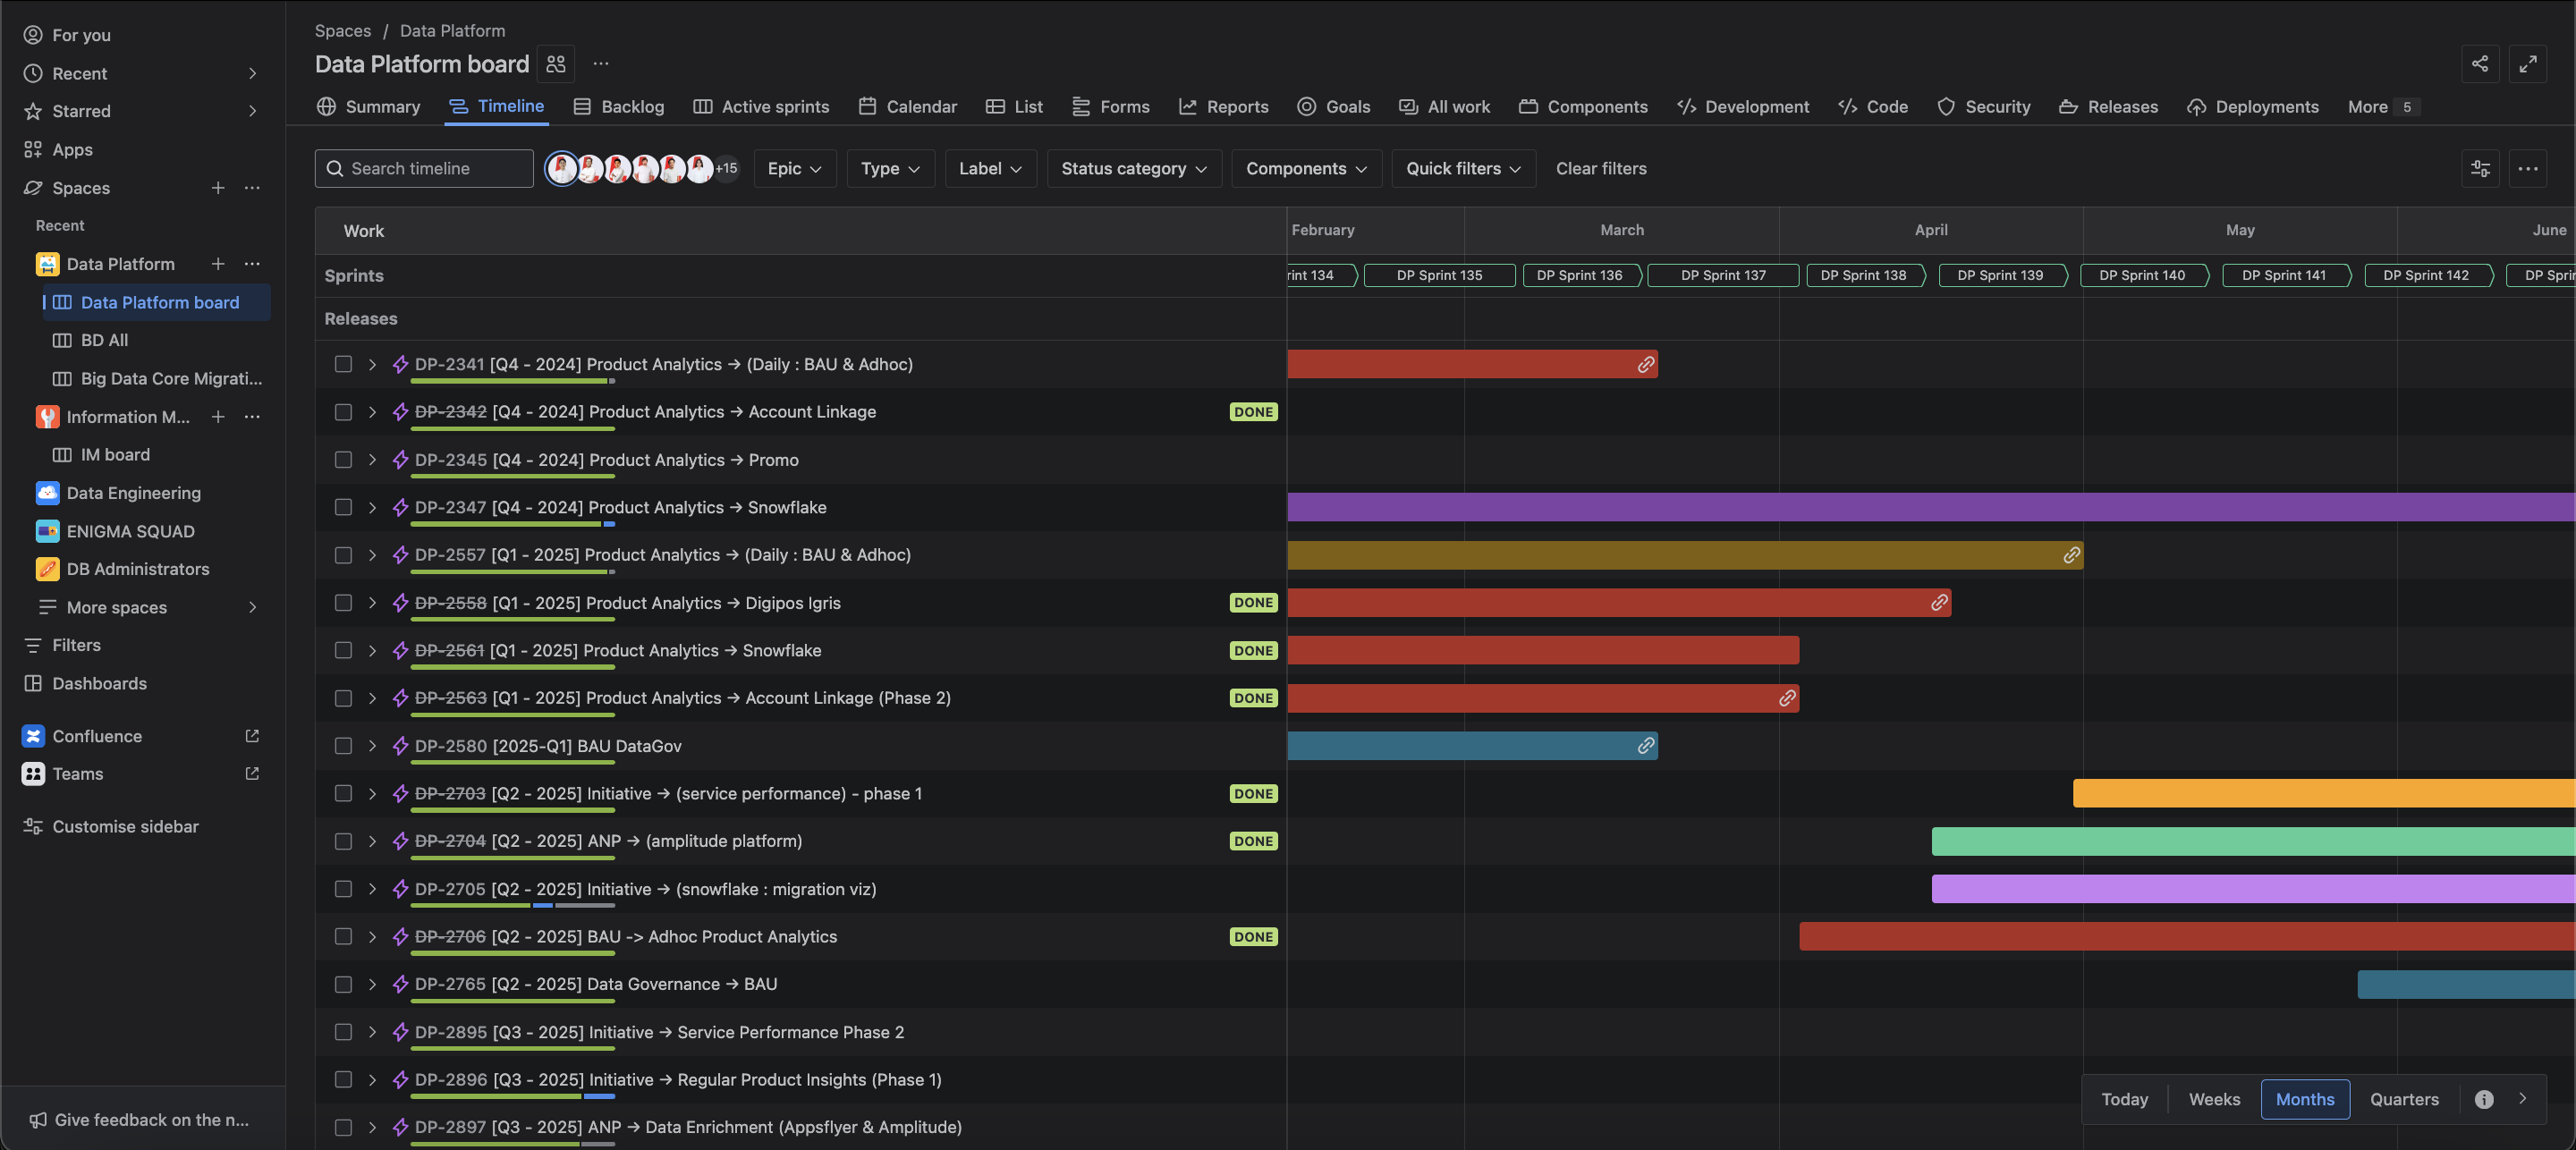 For you
Recent
Starred
Apps
Spaces
Recent
Data Platform
Data Platform board
BD All
Big Data Core Migrati...
Information M...
IM board
Data Engineering
ENIGMA SQUAD
DB Administrators
More spaces
Filters
Dashboards
Confluence
Teams
Customise sidebar
Give feedback on the n...
Spaces / Data Platform
Data Platform board
Summary Timeline Backlog Active sprints Calendar List Forms Reports Goals All work Components Development Code Security Releases Deployments More 5
Search timeline +15 Epic Type Label Status category Components Quick filters Clear filters
Work February March April May June
Sprints rint 134 DP Sprint 135 DP Sprint 136 DP Sprint 137 DP Sprint 138 DP Sprint 139 DP Sprint 140 DP Sprint 141 DP Sprint 142 DP Sprin
Releases
DP-2341 [Q4 - 2024] Product Analytics → (Daily : BAU & Adhoc)
DP-2342 [Q4 - 2024] Product Analytics → Account Linkage DONE
DP-2345 [Q4 - 2024] Product Analytics → Promo
DP-2347 [Q4 - 2024] Product Analytics → Snowflake
DP-2557 [Q1 - 2025] Product Analytics → (Daily : BAU & Adhoc)
DP-2558 [Q1 - 2025] Product Analytics → Digipos Igris DONE
DP-2561 [Q1 - 2025] Product Analytics → Snowflake DONE
DP-2563 [Q1 - 2025] Product Analytics → Account Linkage (Phase 2) DONE
DP-2580 [2025-Q1] BAU DataGov
DP-2703 [Q2 - 2025] Initiative → (service performance) - phase 1 DONE
DP-2704 [Q2 - 2025] ANP → (amplitude platform) DONE
DP-2705 [Q2 - 2025] Initiative → (snowflake : migration viz)
DP-2706 [Q2 - 2025] BAU -> Adhoc Product Analytics DONE
DP-2765 [Q2 - 2025] Data Governance → BAU
DP-2895 [Q3 - 2025] Initiative → Service Performance Phase 2
DP-2896 [Q3 - 2025] Initiative → Regular Product Insights (Phase 1)
DP-2897 [Q3 - 2025] ANP → Data Enrichment (Appsflyer & Amplitude)
Today Weeks Months Quarters